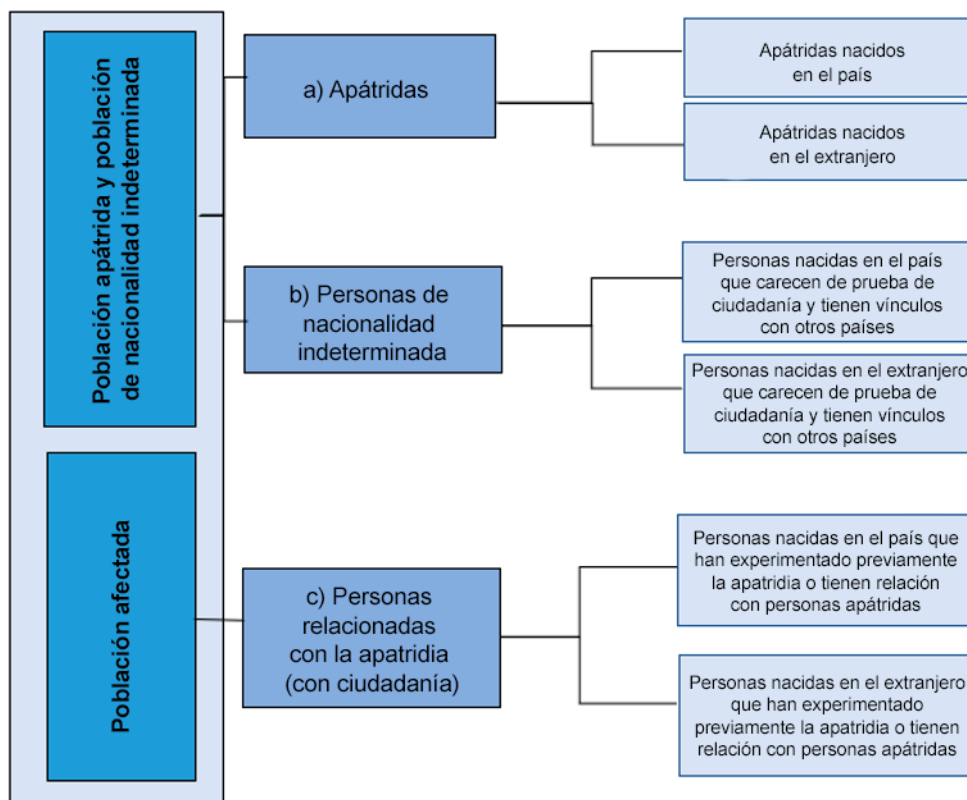 Población apátrida y población
de nacionalidad indeterminada
a) Apátridas
Apátridas nacidos
en el país
Apátridas nacidos
en el extranjero
b) Personas de
nacionalidad
indeterminada
Personas nacidas en el país
que carecen de prueba de
ciudadanía y tienen vínculos
con otros países
Personas nacidas en el extranjero
que carecen de prueba de
ciudadanía y tienen vínculos
con otros países
Población afectada
c) Personas
relacionadas
con la apatridia
(con ciudadanía)
Personas nacidas en el país que
han experimentado previamente
la apatridia o tienen relación
con personas apátridas
Personas nacidas en el extranjero
que han experimentado
previamente la apatridia o tienen
relación con personas apátridas